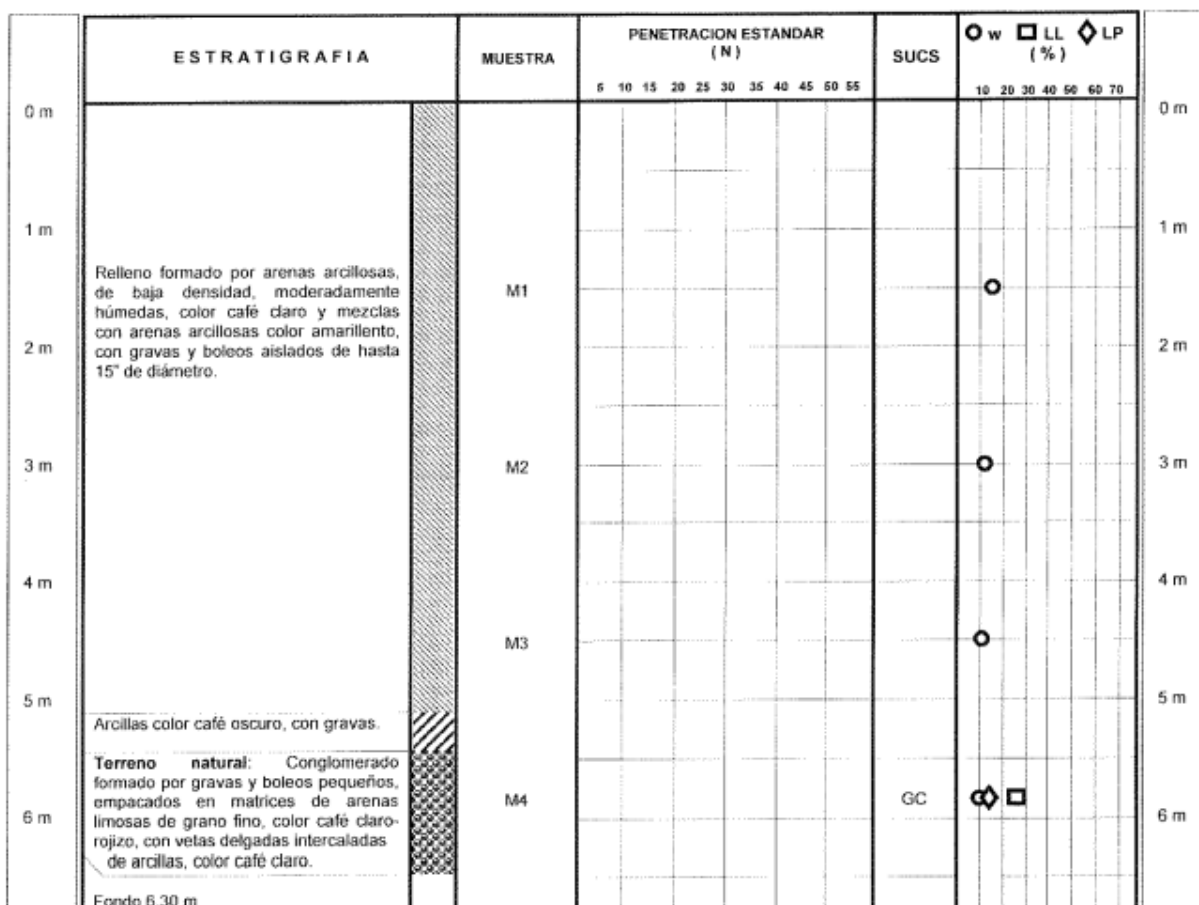 ESTRATIGRAFIA
MUESTRA
PENETRACION ESTANDAR
( N )
SUCS
w LL LP
( % )
5 10 15 20 25 30 35 40 45 50 55
10 20 30 40 50 60 70
0 m
0 m
1 m
1 m
Relleno formado por arenas arcillosas,
de baja densidad, moderadamente
húmedas, color café claro y mezclas
con arenas arcillosas color amarillento,
con gravas y boleos aislados de hasta
15" de diámetro.
M1
2 m
2 m
3 m
M2
3 m
4 m
4 m
M3
5 m
5 m
Arcillas color café oscuro, con gravas.
Terreno natural: Conglomerado
formado por gravas y boleos pequeños,
empacados en matrices de arenas
limosas de grano fino, color café claro-
rojizo, con vetas delgadas intercaladas
de arcillas, color café claro.
M4
GC
6 m
6 m
Fondo 6.30 m